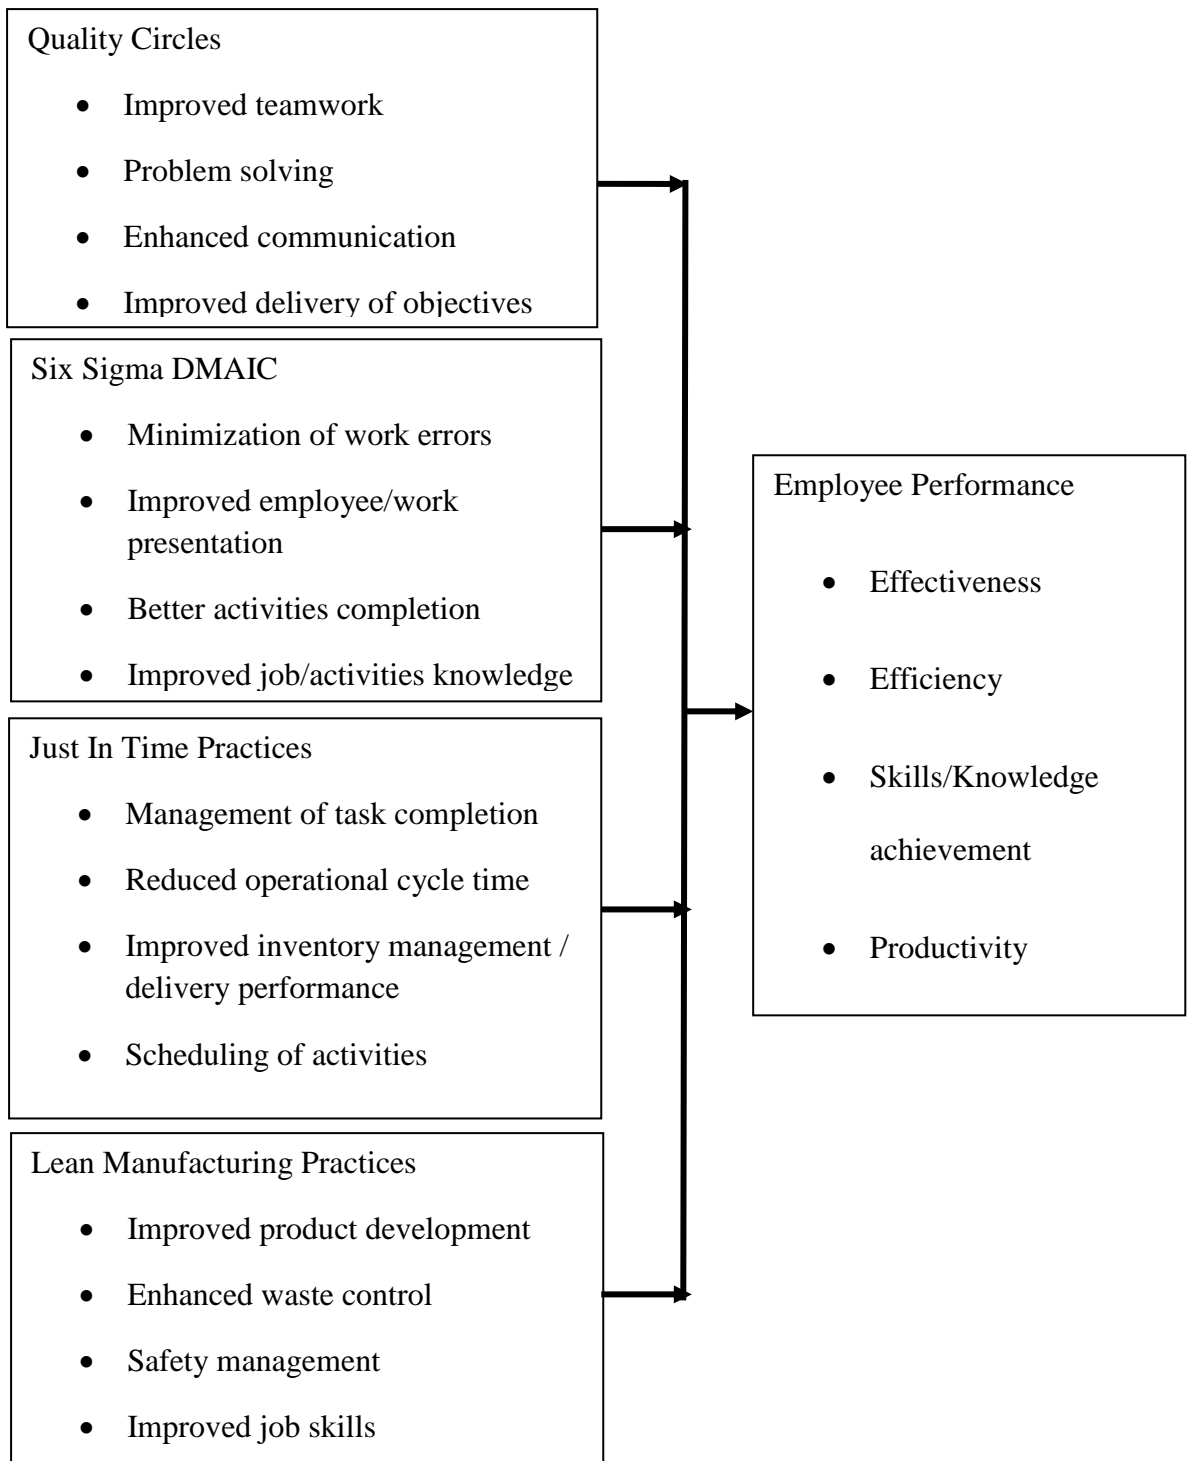 Quality Circles
• Improved teamwork
• Problem solving
• Enhanced communication
• Improved delivery of objectives
Six Sigma DMAIC
• Minimization of work errors
• Improved employee/work
presentation
• Better activities completion
• Improved job/activities knowledge
Just In Time Practices
• Management of task completion
• Reduced operational cycle time
• Improved inventory management /
delivery performance
• Scheduling of activities
Lean Manufacturing Practices
• Improved product development
• Enhanced waste control
• Safety management
• Improved job skills
Employee Performance
• Effectiveness
• Efficiency
• Skills/Knowledge
achievement
• Productivity